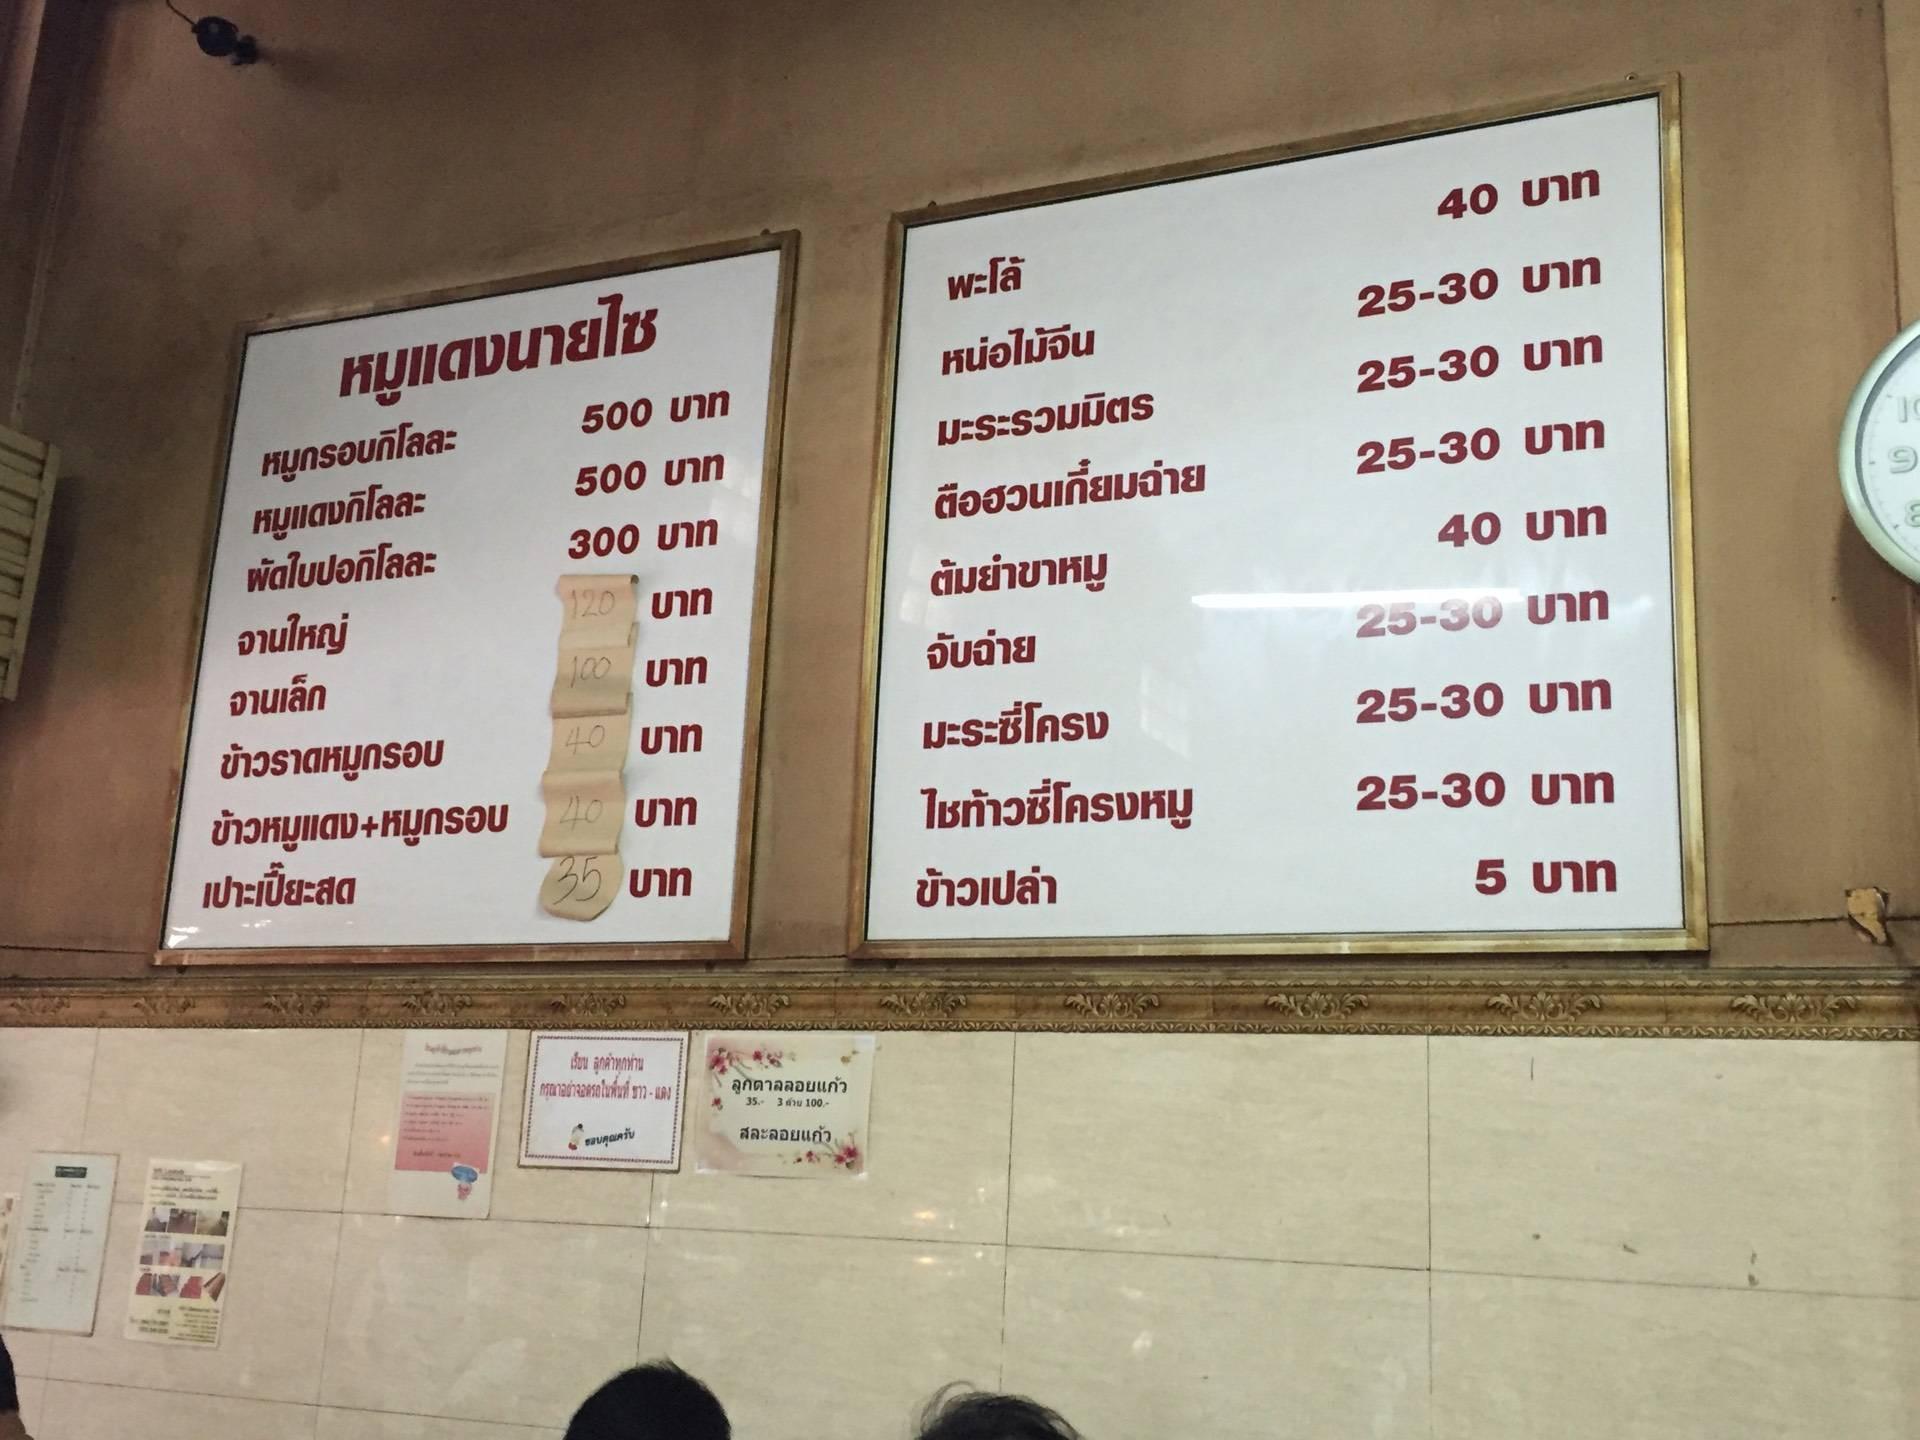 หมูแดงนายไซ
หมูกรอบกิโลละ 500 บาท
หมูแดงกิโลละ 500 บาท
ผัดใบปอกิโลละ 300 บาท
จานใหญ่ 120 บาท
จานเล็ก 100 บาท
ข้าวราดหมูกรอบ 40 บาท
ข้าวหมูแดง+หมูกรอบ 40 บาท
เปาะเปี๊ยะสด 35 บาท
พะโล้ 40 บาท
หน่อไม้จีน 25-30 บาท
มะระรวมมิตร 25-30 บาท
ตือฮวนเกี๋ยมฉ่าย 25-30 บาท
ต้มยำขาหมู 40 บาท
จับฉ่าย 25-30 บาท
มะระซี่โครง 25-30 บาท
ไชท้าวซี่โครงหมู 25-30 บาท
ข้าวเปล่า 5 บาท
10
9
8
เรียน ลูกค้าทุกท่าน
กรุณาอย่าจอดรถในพื้นที่ ขาว - แดง
ขอบคุณครับ
ลูกตาลลอยแก้ว
35.- 3 ถ้วย 100.-
สละลอยแก้ว